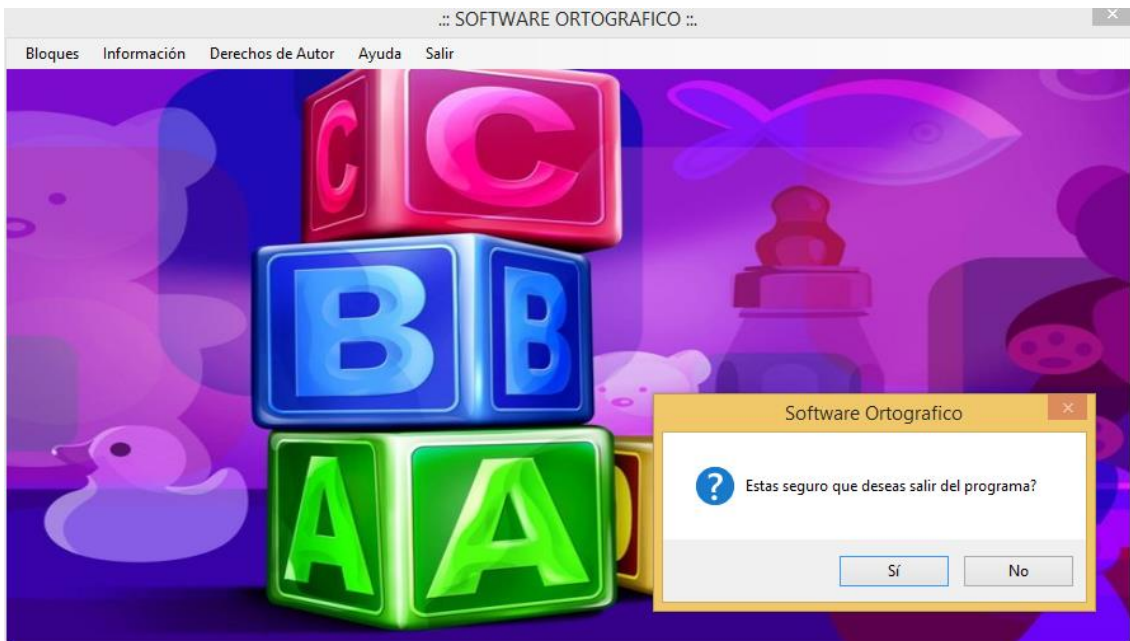 .:: SOFTWARE ORTOGRAFICO ::.
Bloques Información Derechos de Autor Ayuda Salir
C C
B B
A A
Software Ortografico
Estas seguro que deseas salir del programa?
Sí No